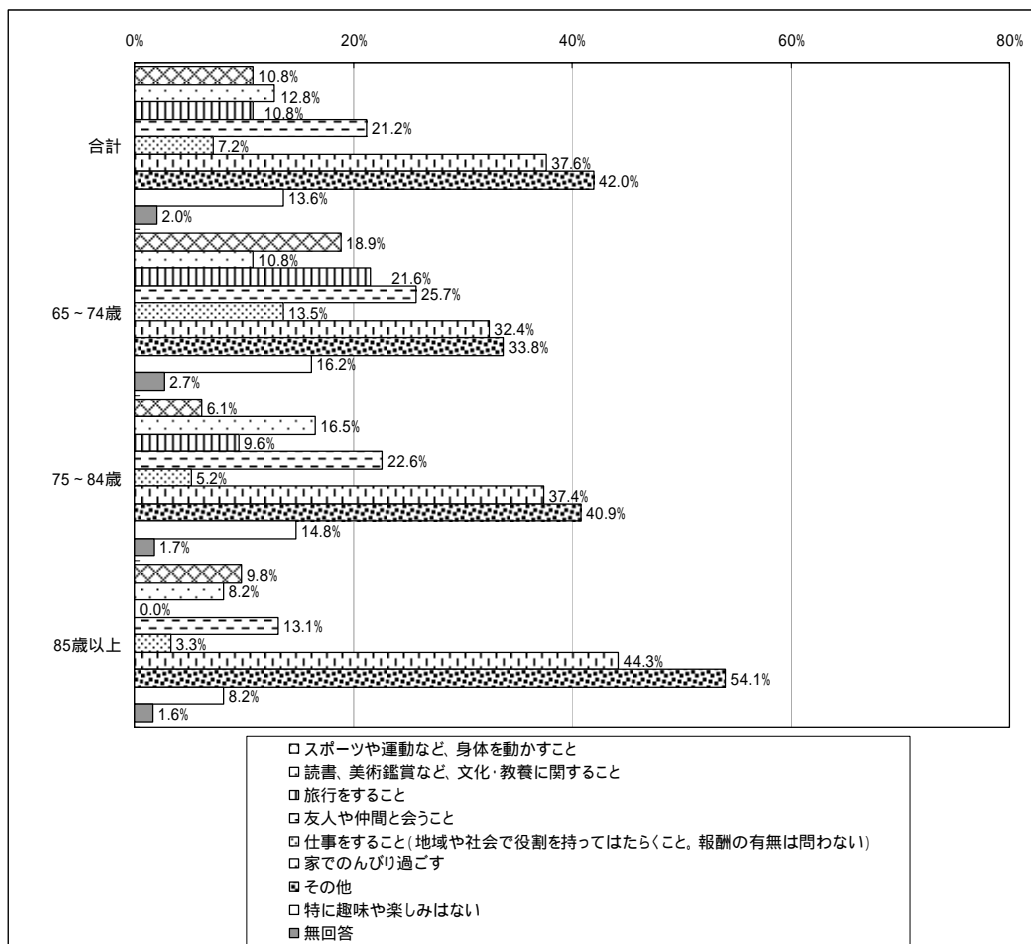 0% 20% 40% 60% 80%
合計
10.8%
12.8%
10.8%
21.2%
7.2%
37.6%
42.0%
13.6%
2.0%
65~74歳
18.9%
10.8%
21.6%
25.7%
13.5%
32.4%
33.8%
16.2%
2.7%
75~84歳
6.1%
16.5%
9.6%
22.6%
5.2%
37.4%
40.9%
14.8%
1.7%
85歳以上
9.8%
8.2%
0.0%
13.1%
3.3%
44.3%
54.1%
8.2%
1.6%
スポーツや運動など、身体を動かすこと
読書、美術鑑賞など、文化・教養に関すること
旅行をすること
友人や仲間と会うこと
仕事をすること(地域や社会で役割を持ってはたらくこと。報酬の有無は問わない)
家でのんびり過ごす
その他
特に趣味や楽しみはない
無回答